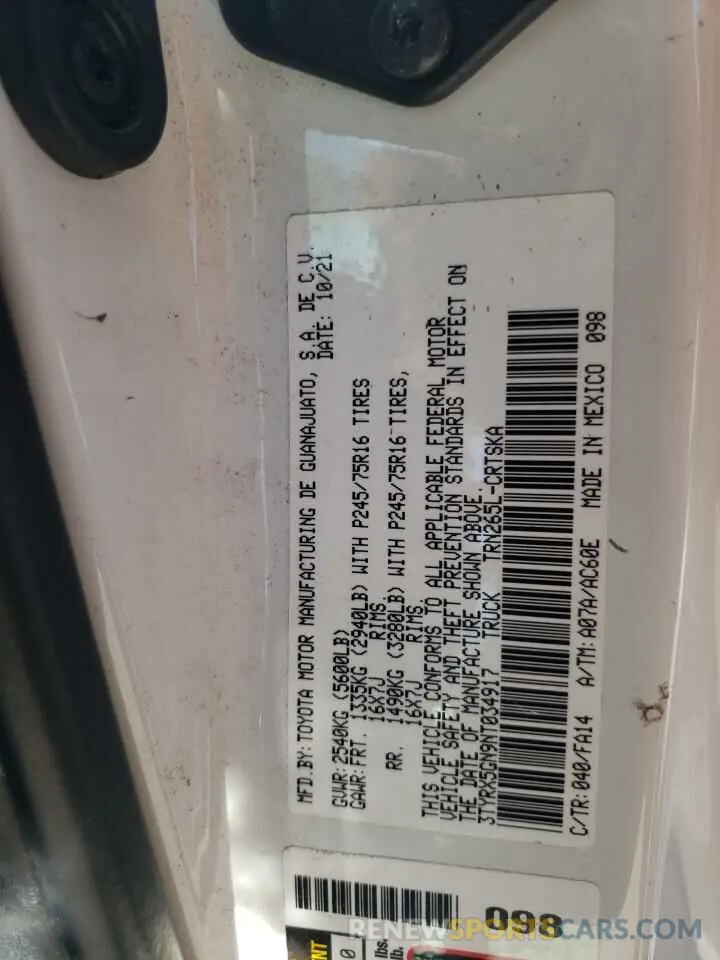 MFD.BY: TOYOTA MOTOR MANUFACTURING DE GUANAJUATO, S.A. DE C.V.
DATE: 10/21
GVWR: 2540KG (5600LB)
GAWR: FRT. 1335KG (2940LB) WITH P245/75R16 TIRES
16X7J RIMS.
RR. 1490KG (3280LB) WITH P245/75R16 TIRES,
16X7J RIMS.
THIS VEHICLE CONFORMS TO ALL APPLICABLE FEDERAL MOTOR
VEHICLE SAFETY AND THEFT PREVENTION STANDARDS IN EFFECT ON
THE DATE OF MANUFACTURE SHOWN ABOVE.
3TYRX5GN9NT034917 TRUCK TRN265L-CRTSKA
C/TR: 040/FA14 A/TM: A07A/AC60E MADE IN MEXICO 098
098
0
lbs.
lb.
RENEWSPORTSCARS.COM